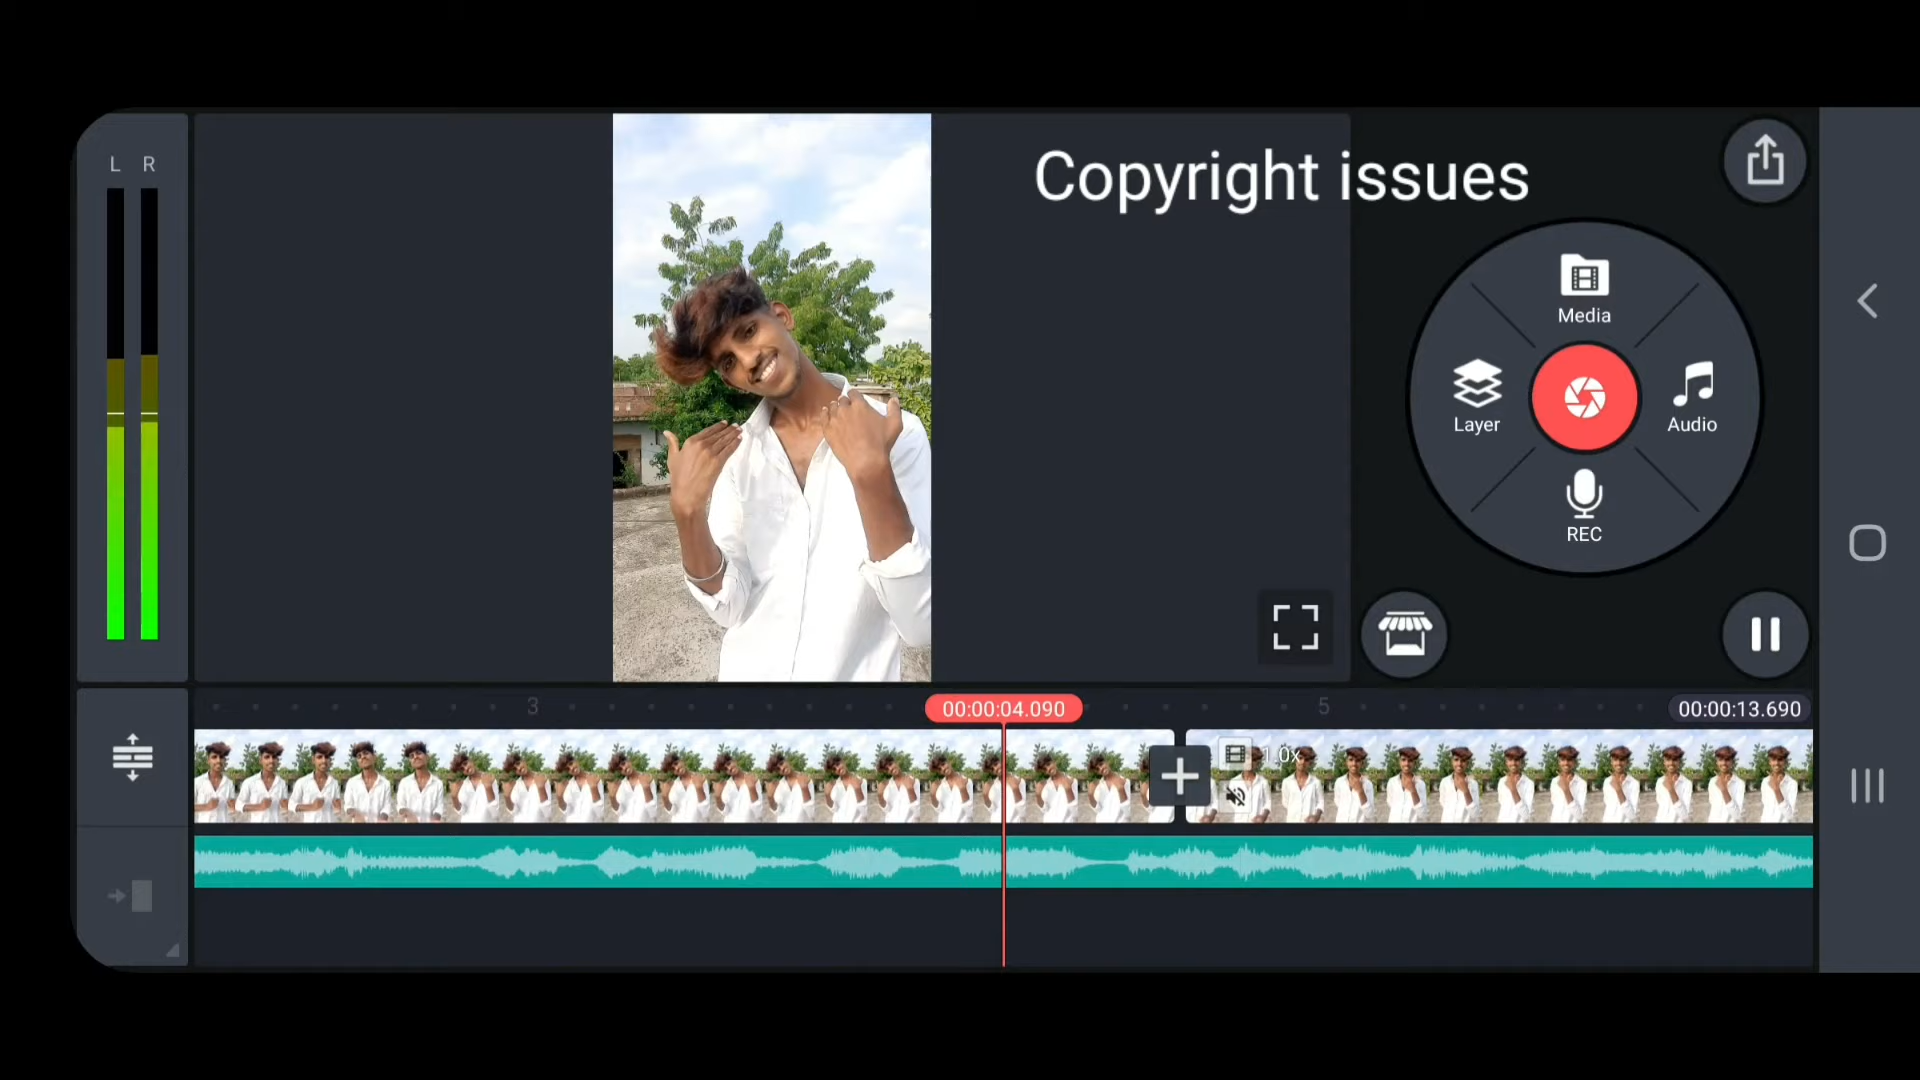 L R
Copyright issues
Media
Layer
Audio
REC
3
00:00:04.090
5
00:00:13.690
1.0x